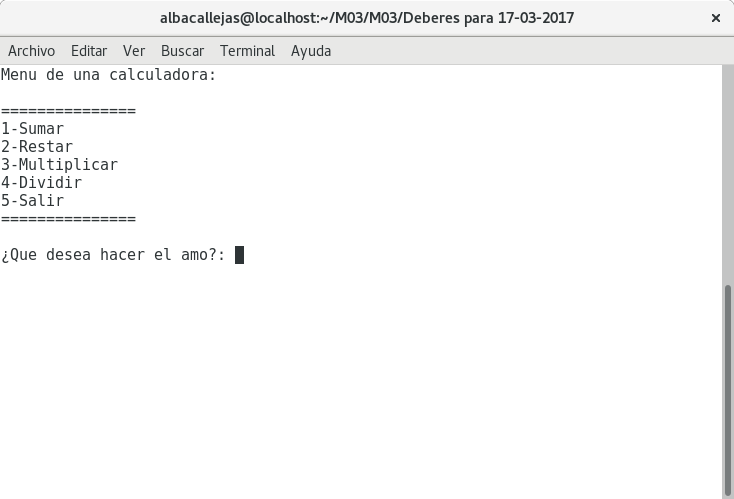 albacallejas@localhost:~/M03/M03/Deberes para 17-03-2017 ×
Archivo Editar Ver Buscar Terminal Ayuda
Menu de una calculadora:
===============
1-Sumar
2-Restar
3-Multiplicar
4-Dividir
5-Salir
===============
¿Que desea hacer el amo?: